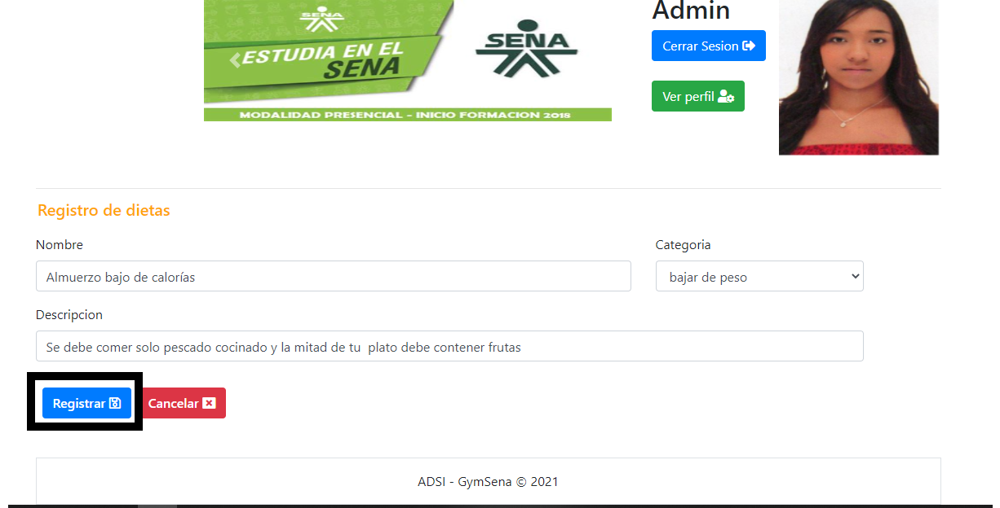 SENA
ESTUDIA EN EL
SENA
SENA
MODALIDAD PRESENCIAL - INICIO FORMACION 2018
Admin
Cerrar Sesion
Ver perfil
Registro de dietas
Nombre
Categoria
Almuerzo bajo de calorías
bajar de peso
Descripcion
Se debe comer solo pescado cocinado y la mitad de tu  plato debe contener frutas
Registrar
Cancelar
ADSI - GymSena © 2021